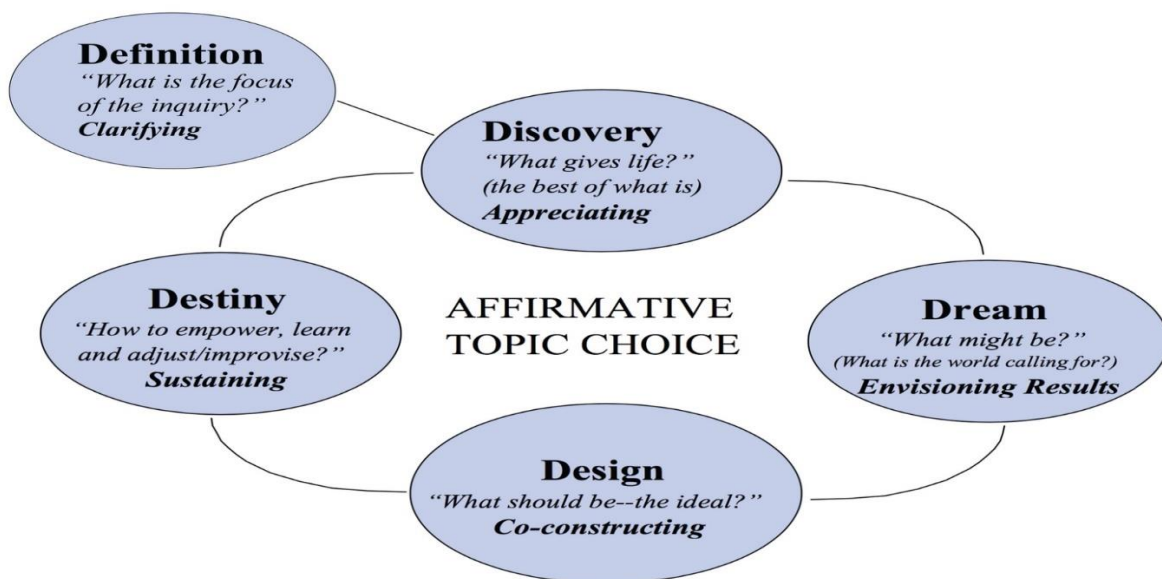 Definition
“What is the focus
of the inquiry?”
Clarifying
Discovery
“What gives life?”
(the best of what is)
Appreciating
Destiny
“How to empower, learn
and adjust/improvise?”
Sustaining
AFFIRMATIVE
TOPIC CHOICE
Dream
“What might be?”
(What is the world calling for?)
Envisioning Results
Design
“What should be--the ideal?”
Co-constructing